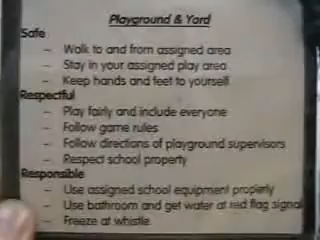 Playground & Yard
Safe
- Walk to and from assigned area
- Stay in your assigned play area
- Keep hands and feet to yourself
Respectful
- Play fairly and include everyone
- Follow game rules
- Follow directions of playground supervisors
- Respect school property
Responsible
- Use assigned school equipment properly
- Use bathroom and get water at red flag signal
- Freeze at whistle